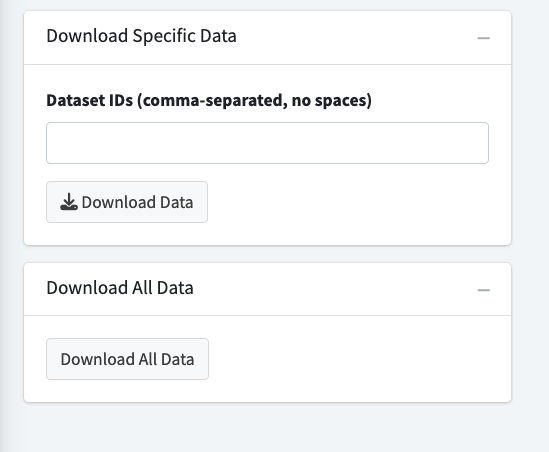 Download Specific Data
Dataset IDs (comma-separated, no spaces)
Download Data
Download All Data
Download All Data